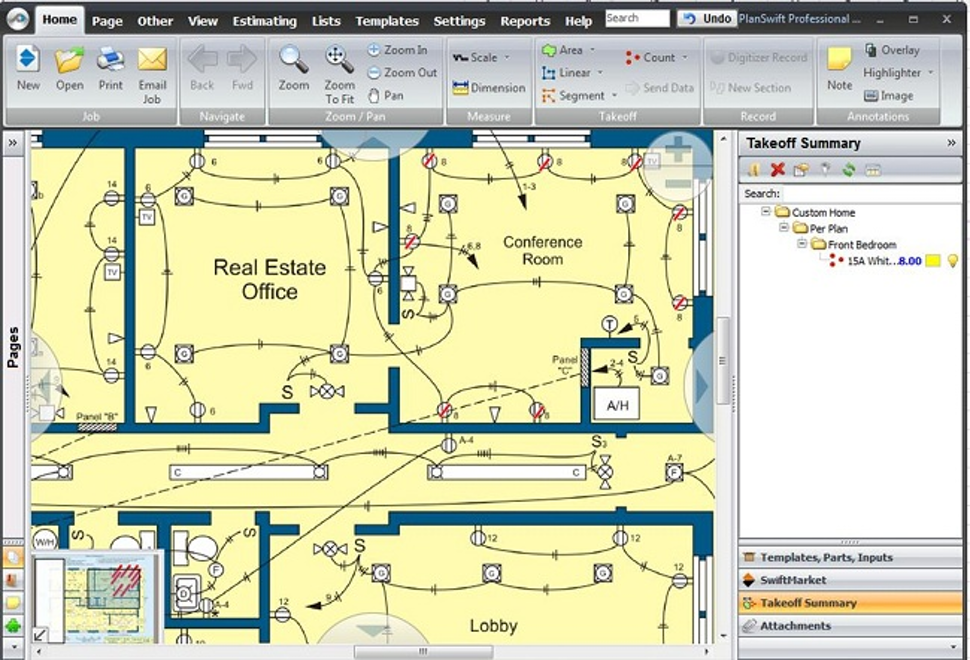 Home Page Other View Estimating Lists Templates Settings Reports Help Search Undo PlanSwift Professional ...
New Open Print Email Job
Job
Back Fwd
Navigate
Zoom Zoom To Fit Zoom In Zoom Out Pan
Zoom / Pan
Scale Dimension
Measure
Area Linear Segment Count Send Data
Takeoff
Digitizer Record New Section
Record
Note Overlay Highlighter Image
Annotations
Pages
Takeoff Summary
Search:
Custom Home
Per Plan
Front Bedroom
15A Whit...8.00
Templates, Parts, Inputs
SwiftMarket
Takeoff Summary
Attachments
6 6 8 8 8 TV
14 6 G G 1-3
TV G G 8
14 8 6,8
TV
Real Estate
Office
Conference
Room
6 S G G 8
T 5
6 G G Panel "C" 2-4 S G
14
S
A/H
6 8 8
Panel "B"
A-4 S3
C C A-7
F
W/H S S 12 12
F S
G G G
A-4 12 9 12
Lobby
10